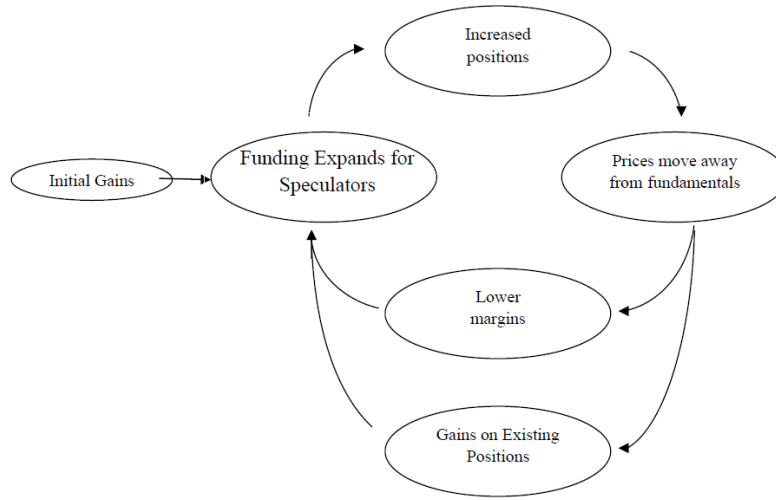 Increased
positions
Funding Expands for
Speculators
Initial Gains
Prices move away
from fundamentals
Lower
margins
Gains on Existing
Positions